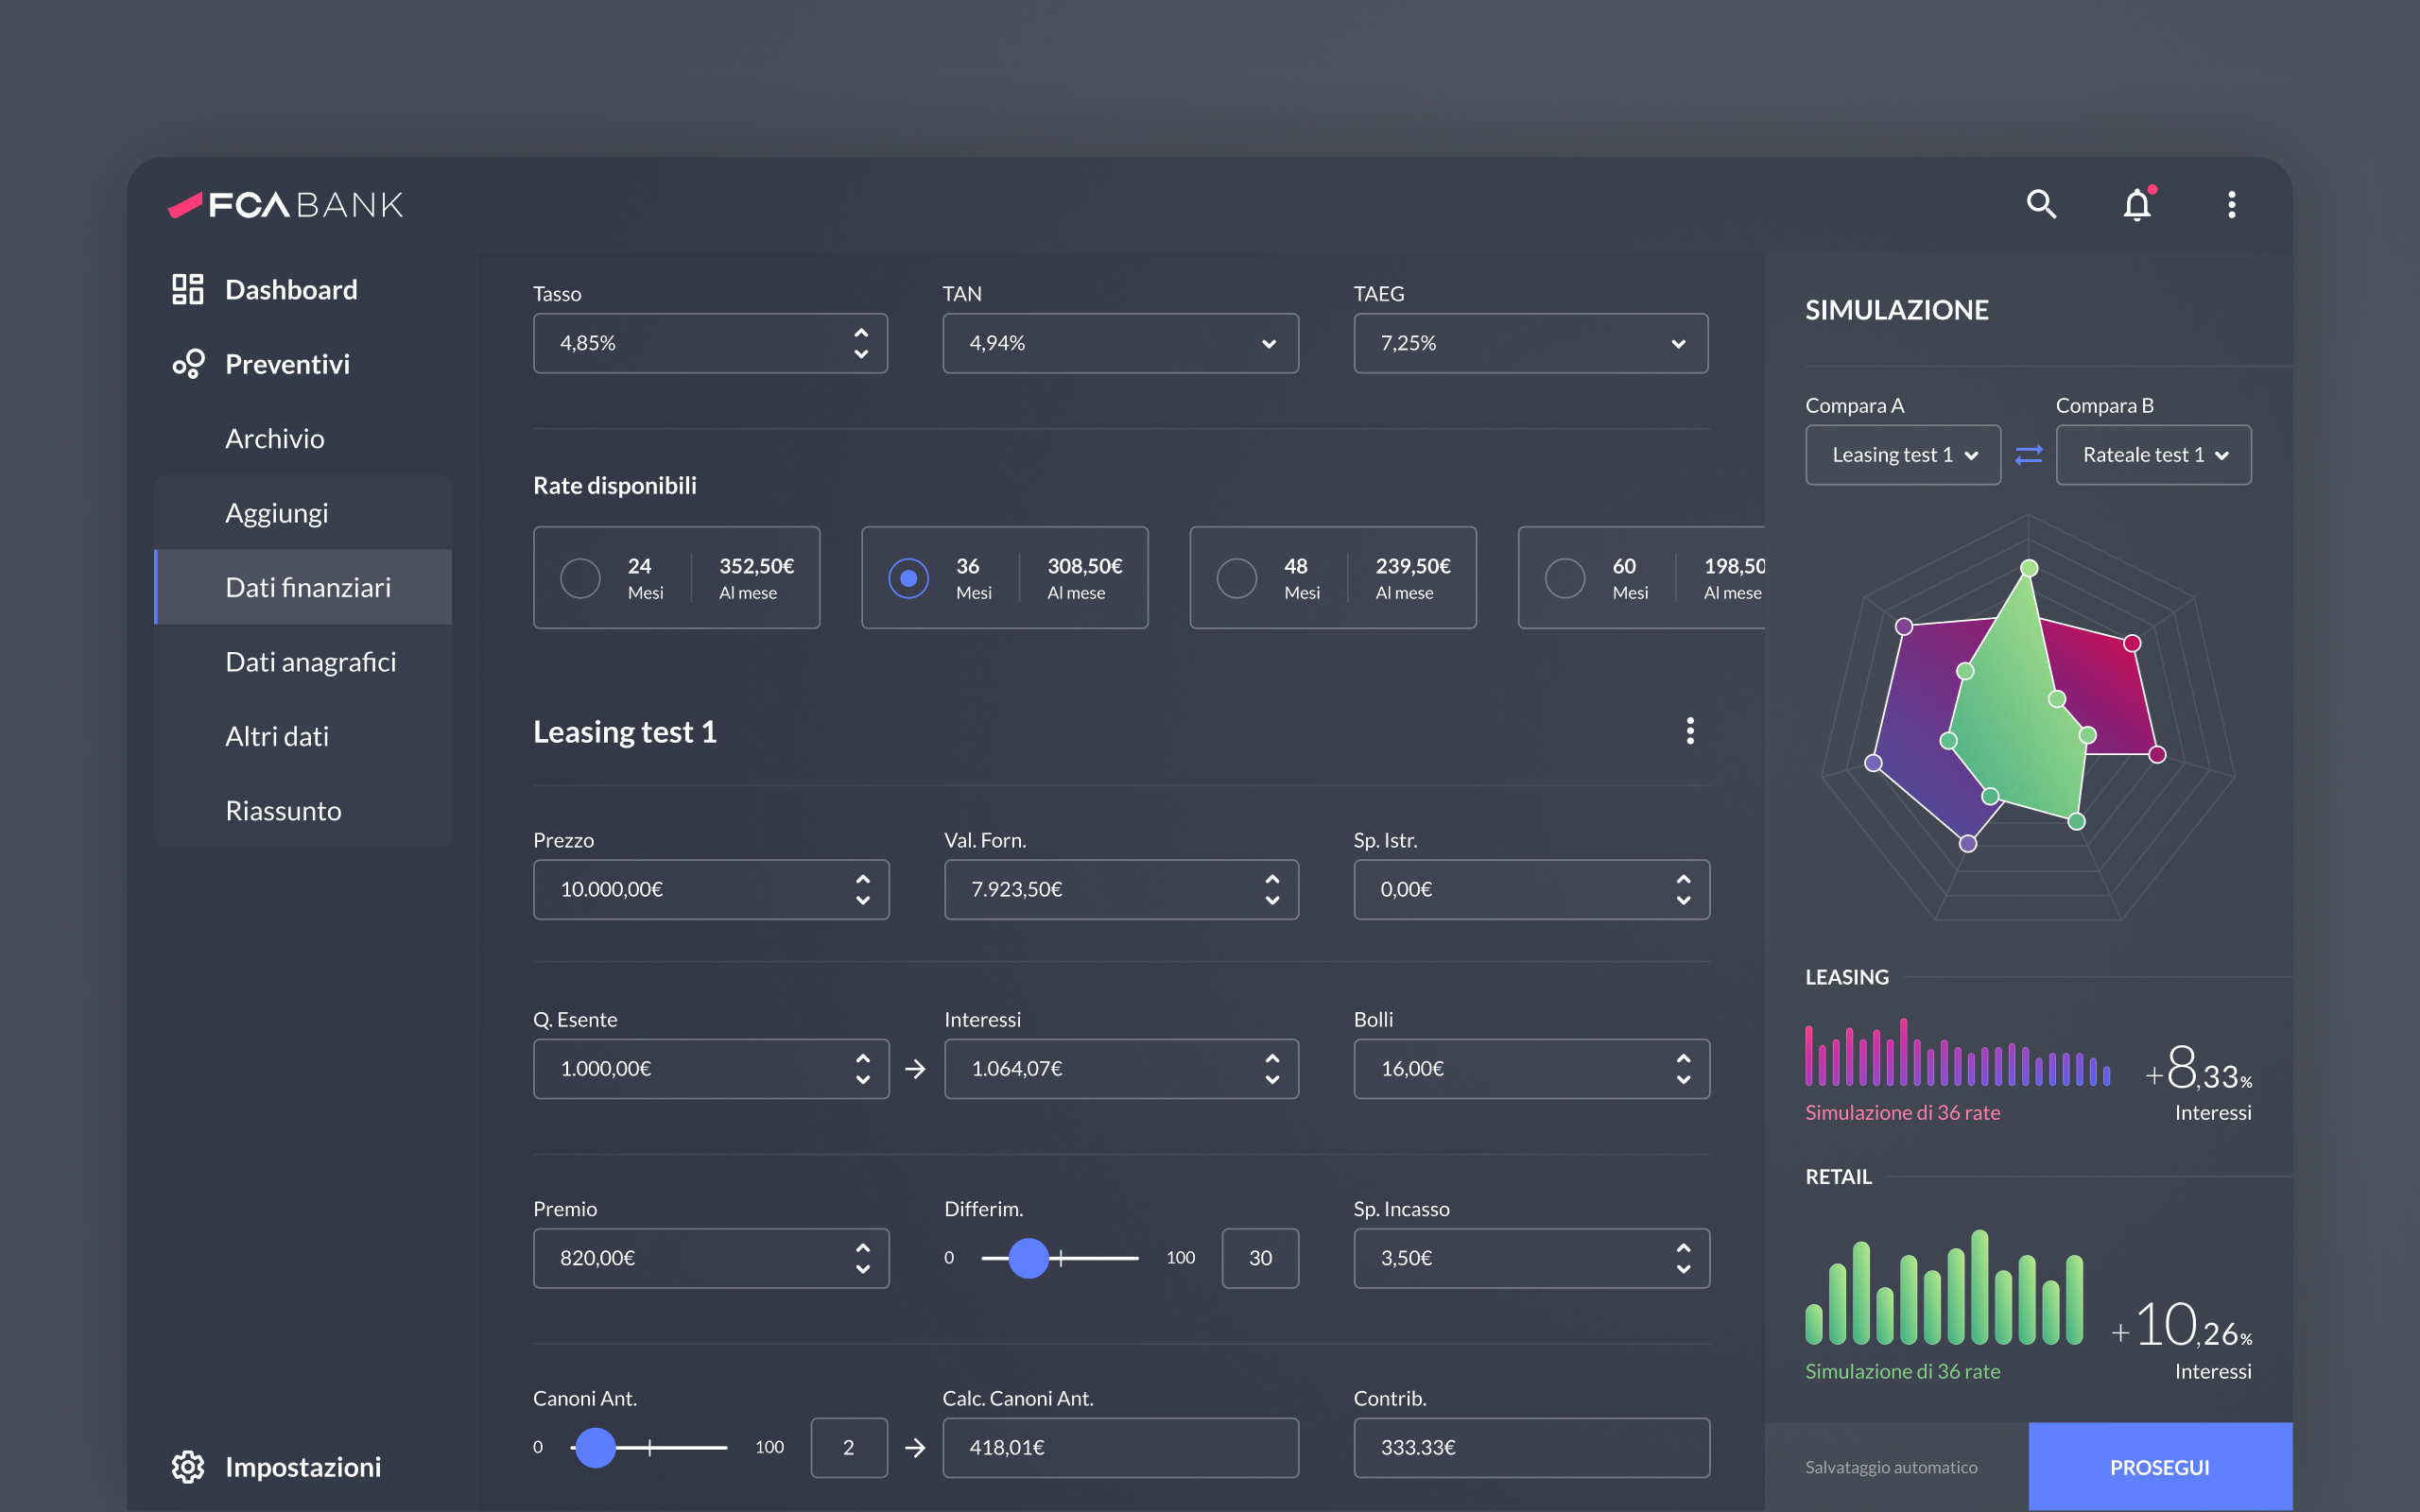 FCA BANK
Dashboard
Preventivi
Archivio
Aggiungi
Dati finanziari
Dati anagrafici
Altri dati
Riassunto
Impostazioni
Tasso TAN TAEG
4,85% 4,94% 7,25%
Rate disponibili
24 352,50€ 36 308,50€ 48 239,50€ 60 198,50
Mesi Al mese Mesi Al mese Mesi Al mese Mesi Al mese
Leasing test 1
Prezzo Val. Forn. Sp. Istr.
10.000,00€ 7.923,50€ 0,00€
Q. Esente Interessi Bolli
1.000,00€ 1.064,07€ 16,00€
Premio Differim. Sp. Incasso
820,00€ 0 100 30 3,50€
Canoni Ant. Calc. Canoni Ant. Contrib.
0 100 2 418,01€ 333.33€
SIMULAZIONE
Compara A Compara B
Leasing test 1 Rateale test 1
LEASING
+8,33%
Simulazione di 36 rate Interessi
RETAIL
+10,26%
Simulazione di 36 rate Interessi
Salvataggio automatico PROSEGUI